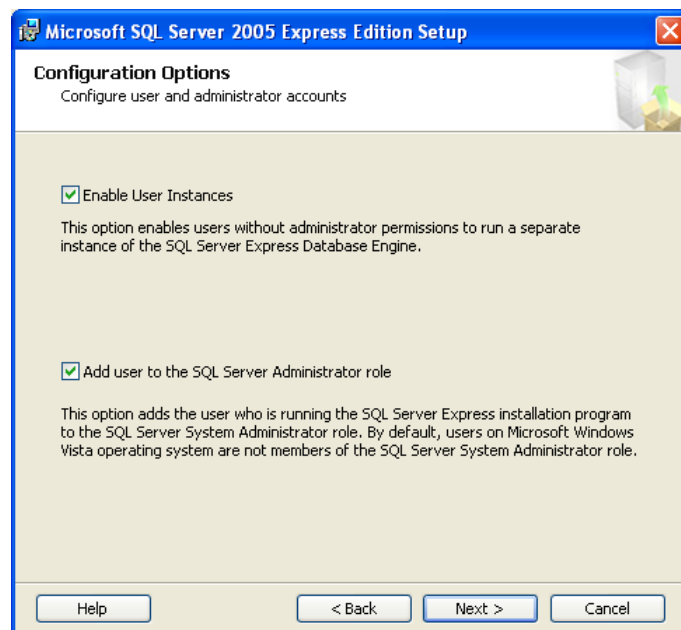 Microsoft SQL Server 2005 Express Edition Setup
Configuration Options
Configure user and administrator accounts
Enable User Instances
This option enables users without administrator permissions to run a separate
instance of the SQL Server Express Database Engine.
Add user to the SQL Server Administrator role
This option adds the user who is running the SQL Server Express installation program
to the SQL Server System Administrator role. By default, users on Microsoft Windows
Vista operating system are not members of the SQL Server System Administrator role.
Help
< Back
Next >
Cancel